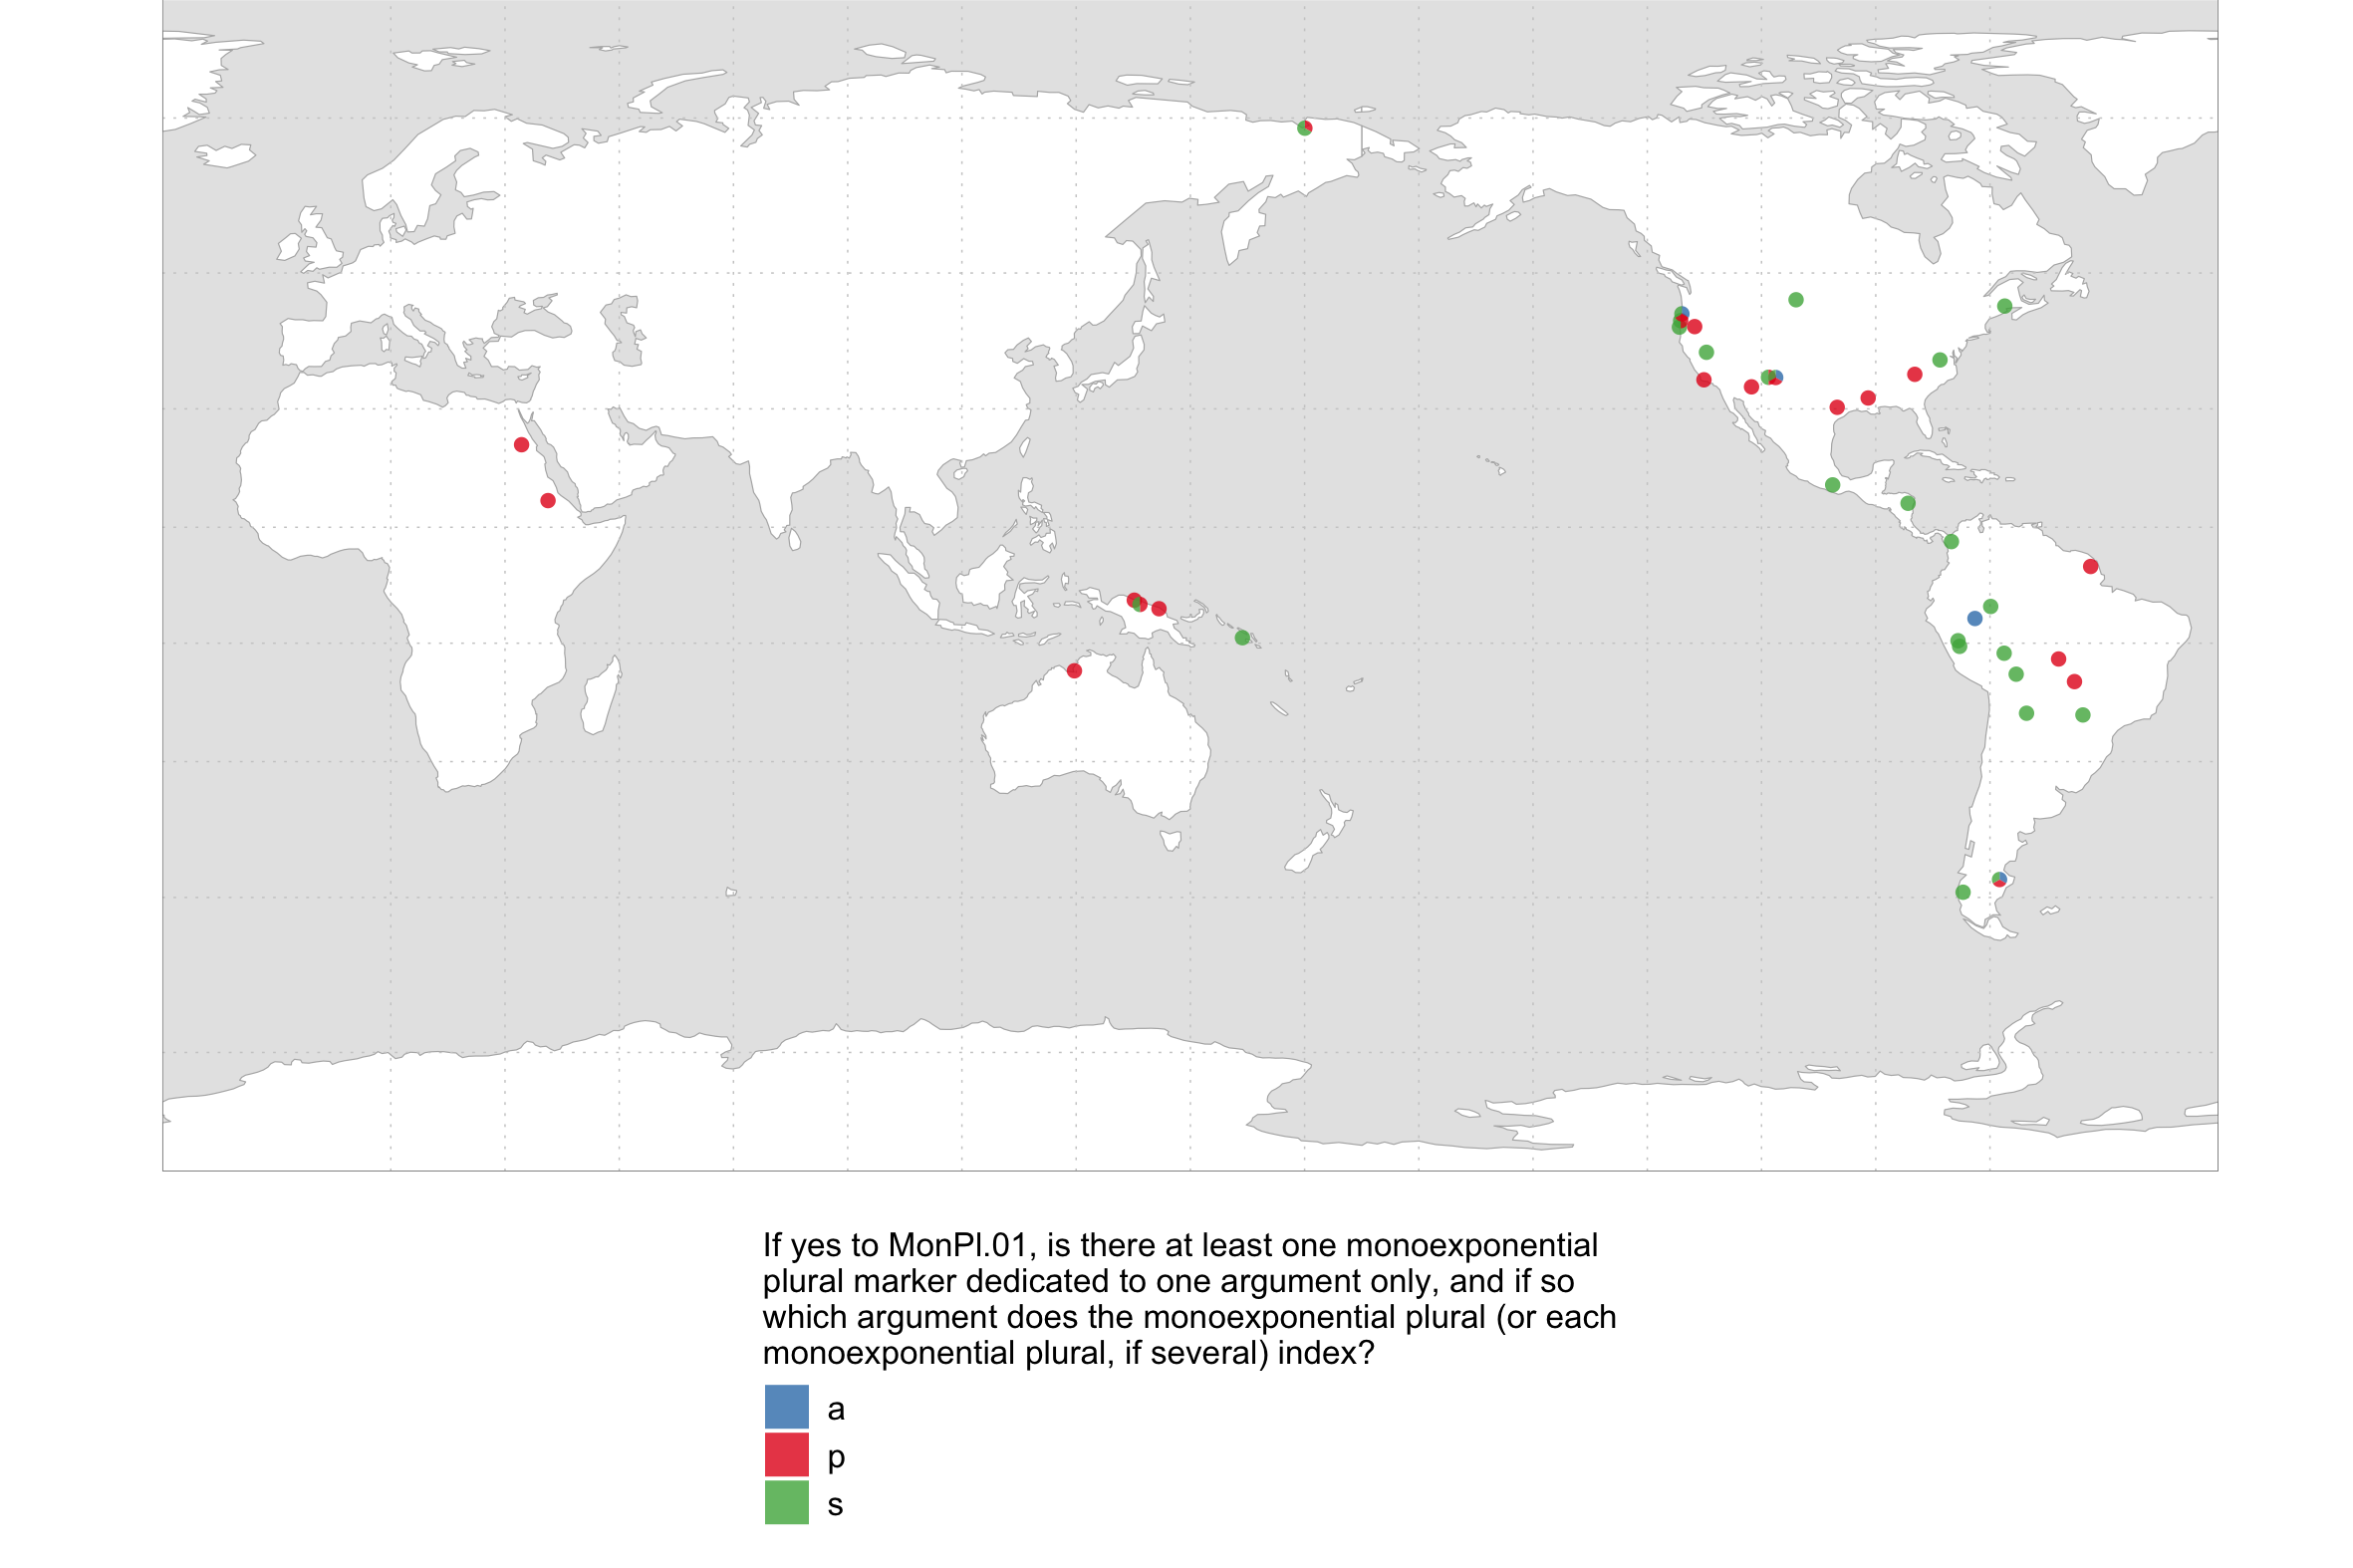 If yes to MonPl.01, is there at least one monoexponential
plural marker dedicated to one argument only, and if so
which argument does the monoexponential plural (or each
monoexponential plural, if several) index?
a
p
s